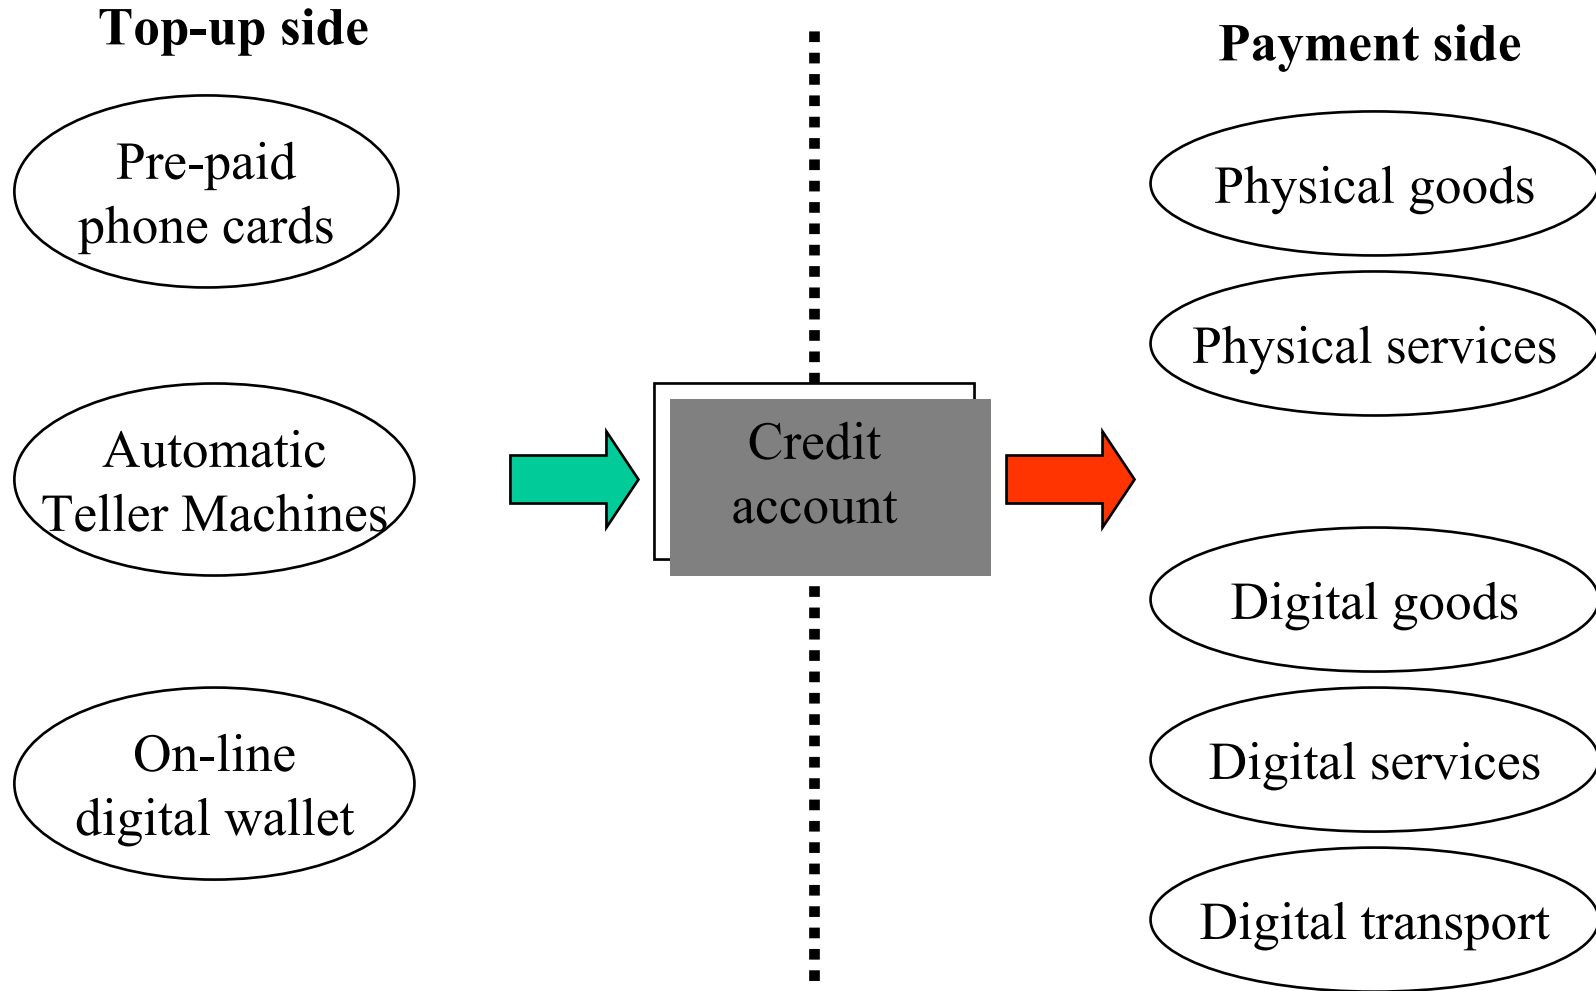 Top-up side
Pre-paid
phone cards
Automatic
Teller Machines
On-line
digital wallet
Credit
account
Payment side
Physical goods
Physical services
Digital goods
Digital services
Digital transport